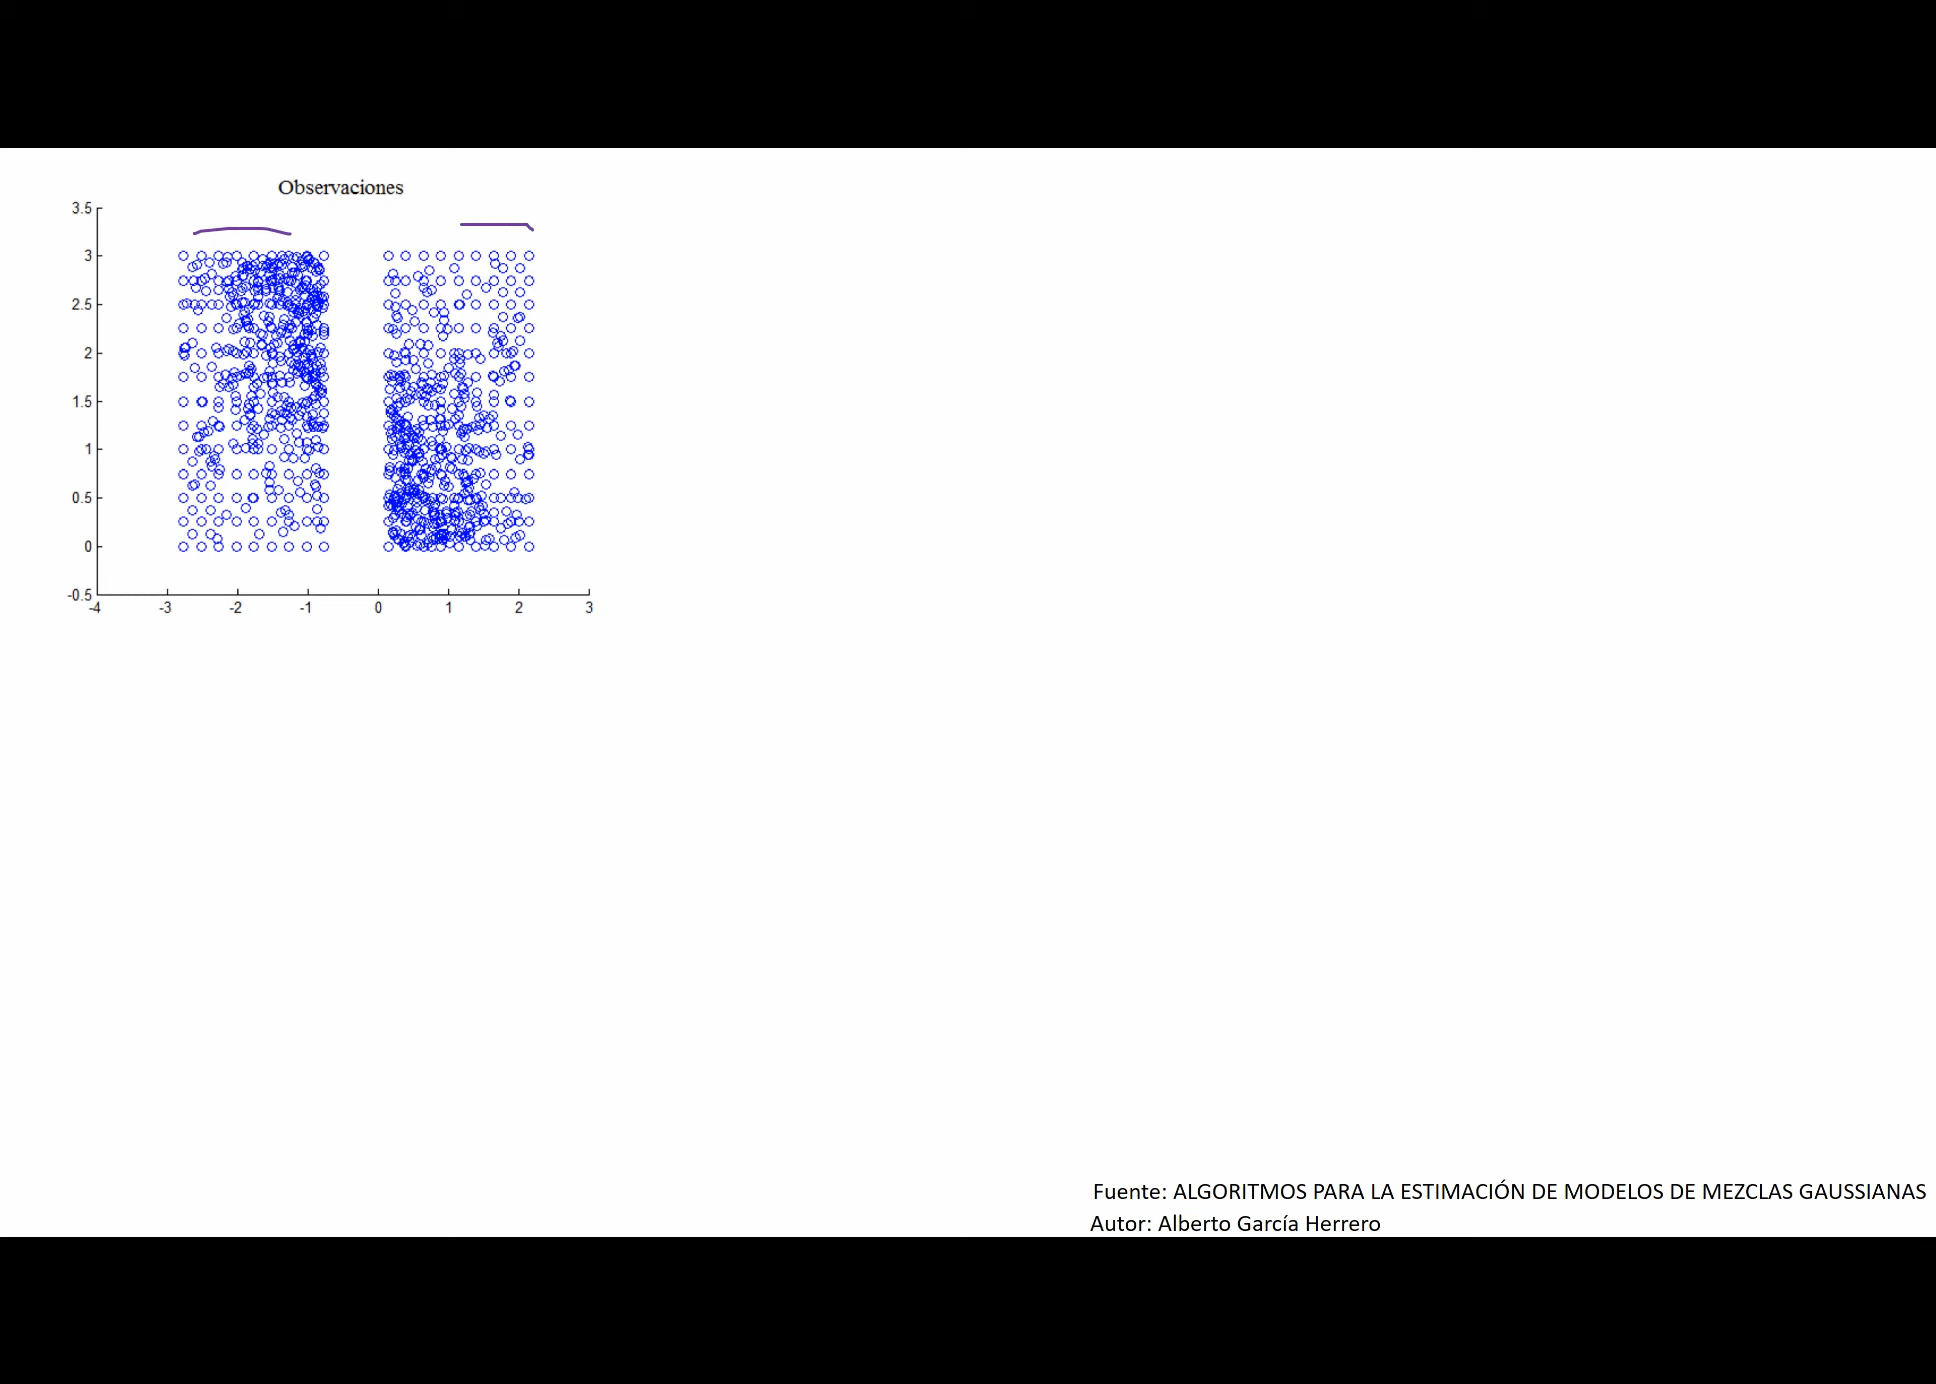 Observaciones
3.5
3
2.5
2
1.5
1
0.5
0
-0.5
-4 -3 -2 -1 0 1 2 3
Fuente: ALGORITMOS PARA LA ESTIMACIÓN DE MODELOS DE MEZCLAS GAUSSIANAS
Autor: Alberto García Herrero